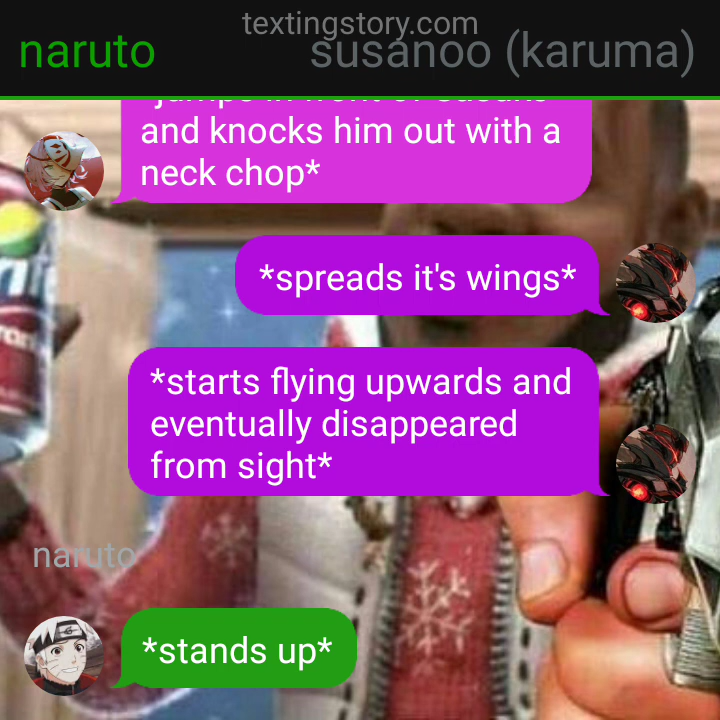 textingstory.com
naruto
susanoo (karuma)
and knocks him out with a
neck chop*
*spreads it's wings*
*starts flying upwards and
eventually disappeared
from sight*
naruto
*stands up*